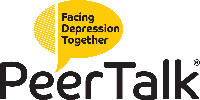 Facing
Depression
Together
PeerTalk®